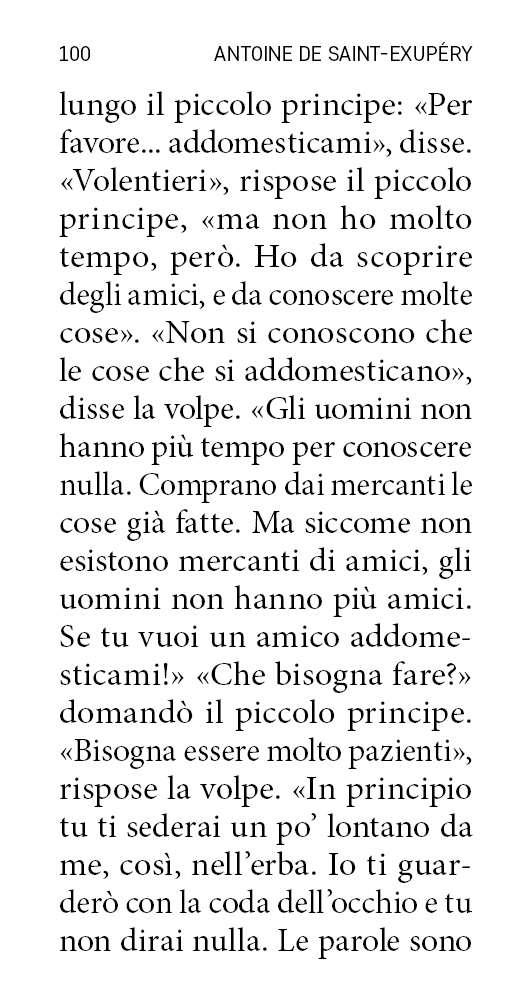 100 ANTOINE DE SAINT-EXUPÉRY
lungo il piccolo principe: «Per
favore... addomesticami», disse.
«Volentieri», rispose il piccolo
principe, «ma non ho molto
tempo, però. Ho da scoprire
degli amici, e da conoscere molte
cose». «Non si conoscono che
le cose che si addomesticano»,
disse la volpe. «Gli uomini non
hanno più tempo per conoscere
nulla. Comprano dai mercanti le
cose già fatte. Ma siccome non
esistono mercanti di amici, gli
uomini non hanno più amici.
Se tu vuoi un amico addome-
sticami!» «Che bisogna fare?»
domandò il piccolo principe.
«Bisogna essere molto pazienti»,
rispose la volpe. «In principio
tu ti sederai un po’ lontano da
me, così, nell’erba. Io ti guar-
derò con la coda dell’occhio e tu
non dirai nulla. Le parole sono